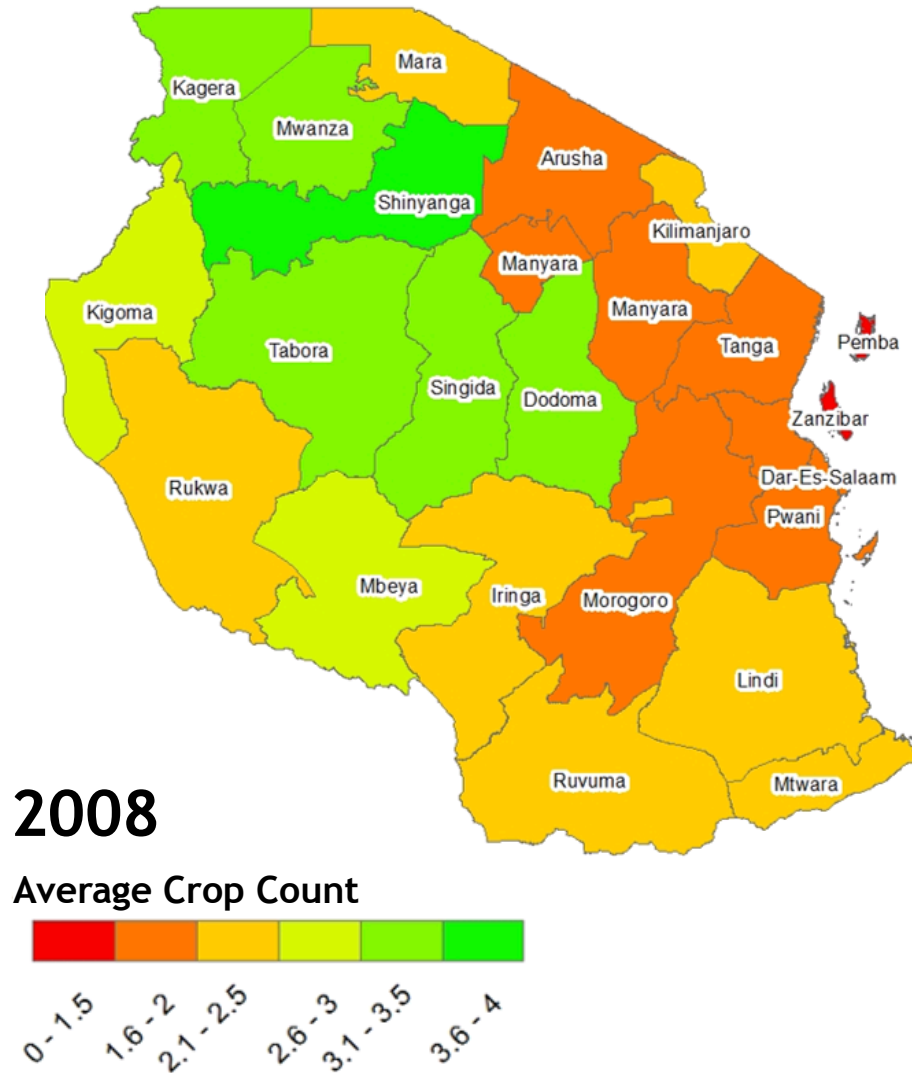 Mara
Kagera
Mwanza
Arusha
Shinyanga
Kilimanjaro
Manyara
Kigoma
Manyara
Pemba
Tanga
Tabora
Singida
Dodoma
Zanzibar
Dar-Es-Salaam
Rukwa
Pwani
Mbeya
Iringa
Morogoro
Lindi
Ruvuma
Mtwara
2008
Average Crop Count
0 - 1.5
1.6 - 2
2.1 - 2.5
2.6 - 3
3.1 - 3.5
3.6 - 4